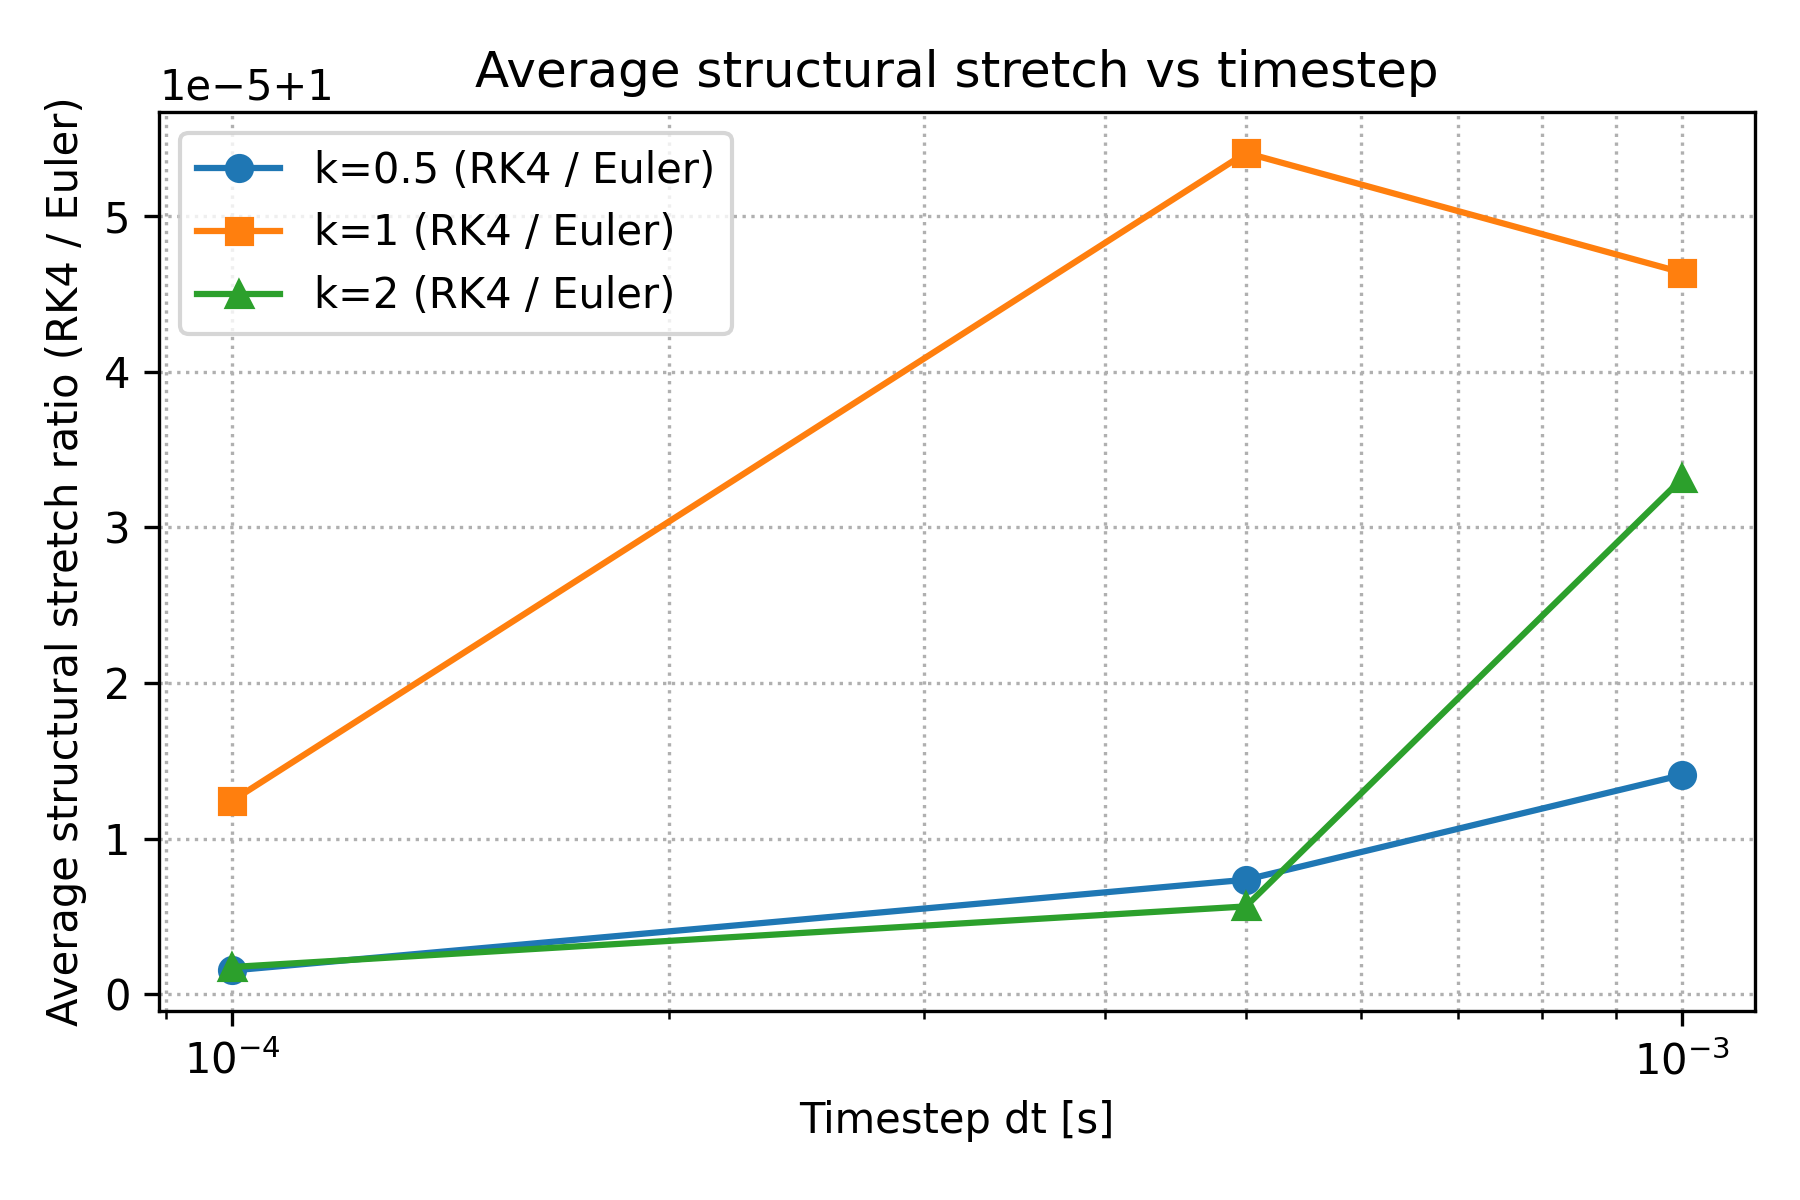 Average structural stretch vs timestep
1e−5+1
k=0.5 (RK4 / Euler)
k=1 (RK4 / Euler)
k=2 (RK4 / Euler)
Average structural stretch ratio (RK4 / Euler)
5
4
3
2
1
0
10⁻⁴
10⁻³
Timestep dt [s]